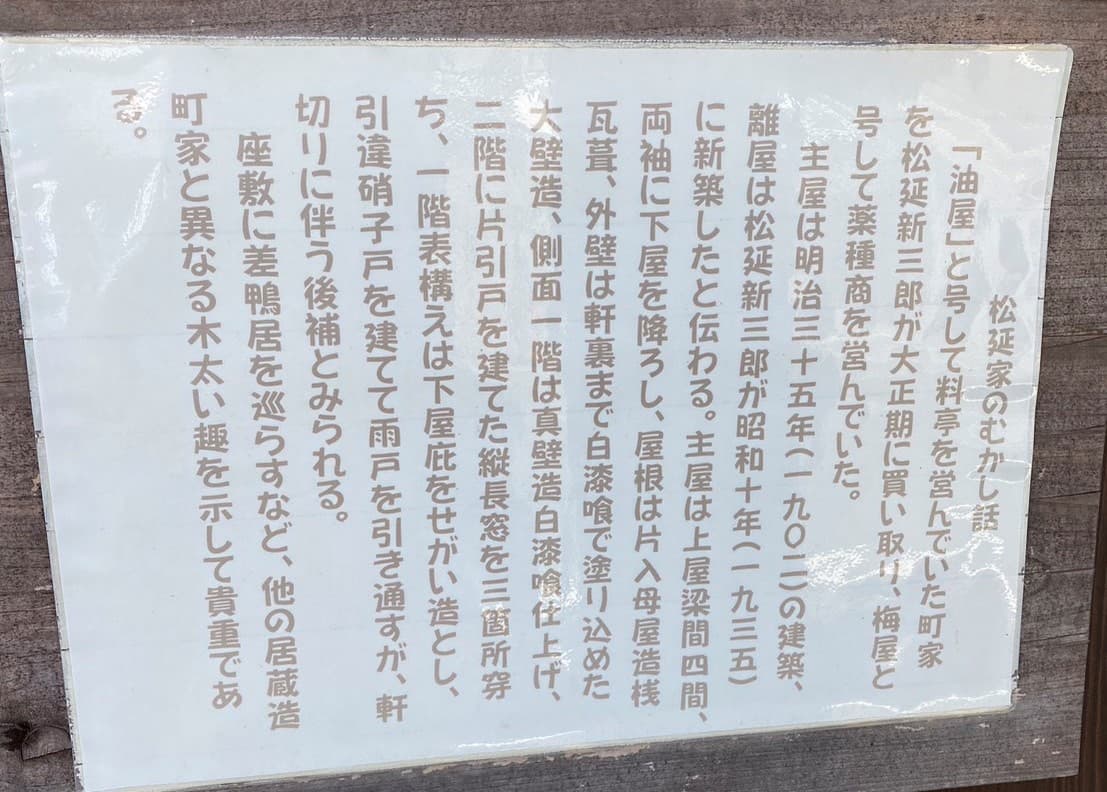 松延家のむかし話
「油屋」と号して料亭を営んでいた町家
を松延新三郎が大正期に買い取り、梅屋と
号して薬種商を営んでいた。
主屋は明治三十五年(一九〇二)の建築、
離屋は松延新三郎が昭和十年(一九三五)
に新築したと伝わる。主屋は上屋梁間四間、
両袖に下屋を降ろし、屋根は片入母屋造桟
瓦葺、外壁は軒裏まで白漆喰で塗り込めた
大壁造、側面一階は真壁造白漆喰仕上げ、
二階に片引戸を建てた縦長窓を三箇所穿
ち、一階表構えは下屋庇をせがい造とし、
引違硝子戸を建てて雨戸を引き通すが、軒
切りに伴う後補とみられる。
座敷に差鴨居を巡らすなど、他の居蔵造
町家と異なる木太い趣を示して貴重であ
る。